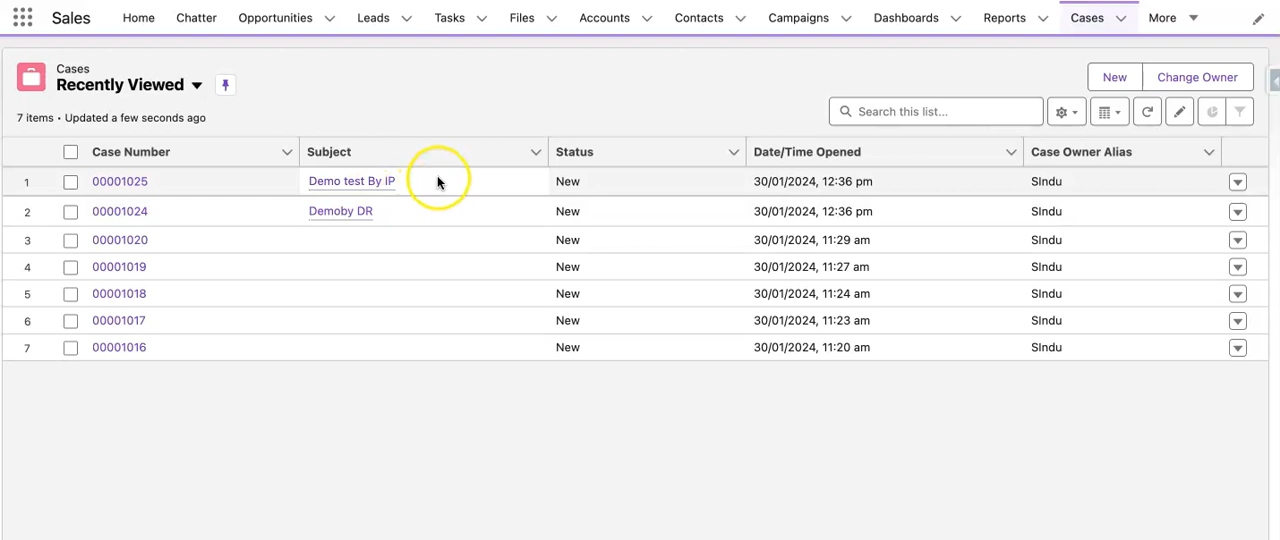 Sales Home Chatter Opportunities Leads Tasks Files Accounts Contacts Campaigns Dashboards Reports Cases More
Cases
Recently Viewed
New Change Owner
7 items • Updated a few seconds ago
Search this list...
Case Number Subject Status Date/Time Opened Case Owner Alias
1 00001025 Demo test By IP New 30/01/2024, 12:36 pm SIndu
2 00001024 Demoby DR New 30/01/2024, 12:36 pm SIndu
3 00001020 New 30/01/2024, 11:29 am SIndu
4 00001019 New 30/01/2024, 11:27 am SIndu
5 00001018 New 30/01/2024, 11:24 am SIndu
6 00001017 New 30/01/2024, 11:23 am SIndu
7 00001016 New 30/01/2024, 11:20 am SIndu